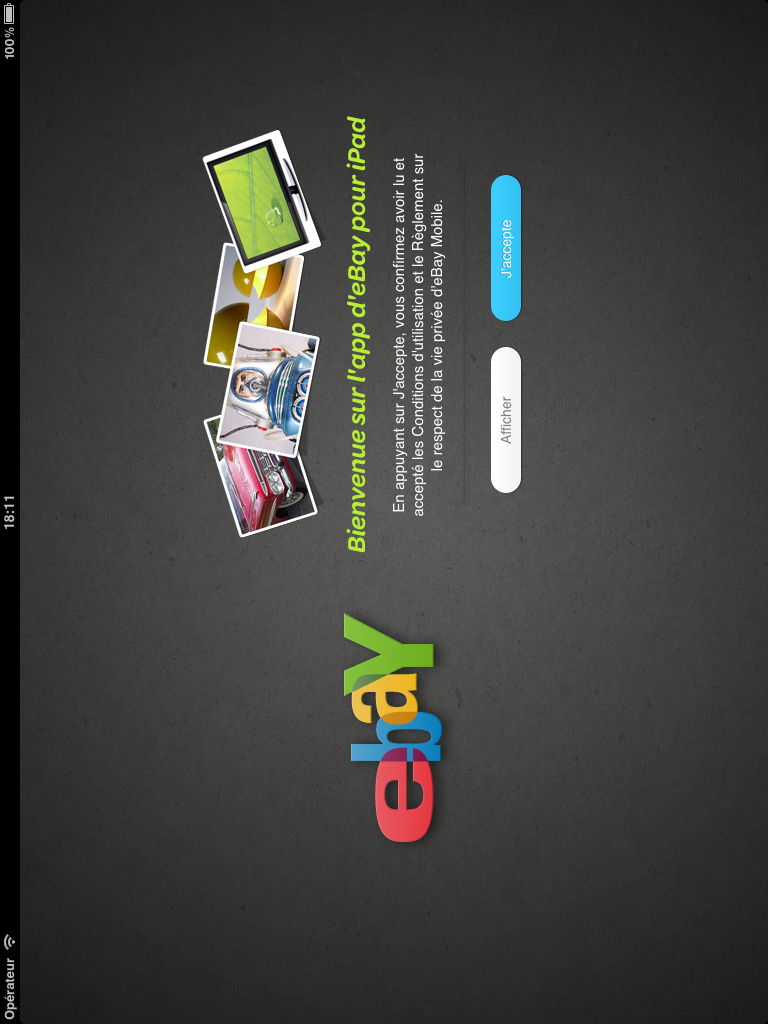 Opérateur 18:11 100%
ebay
Bienvenue sur l'app d'eBay pour iPad
En appuyant sur J'accepte, vous confirmez avoir lu et
accepté les Conditions d'utilisation et le Règlement sur
le respect de la vie privée d'eBay Mobile.
Afficher J'accepte